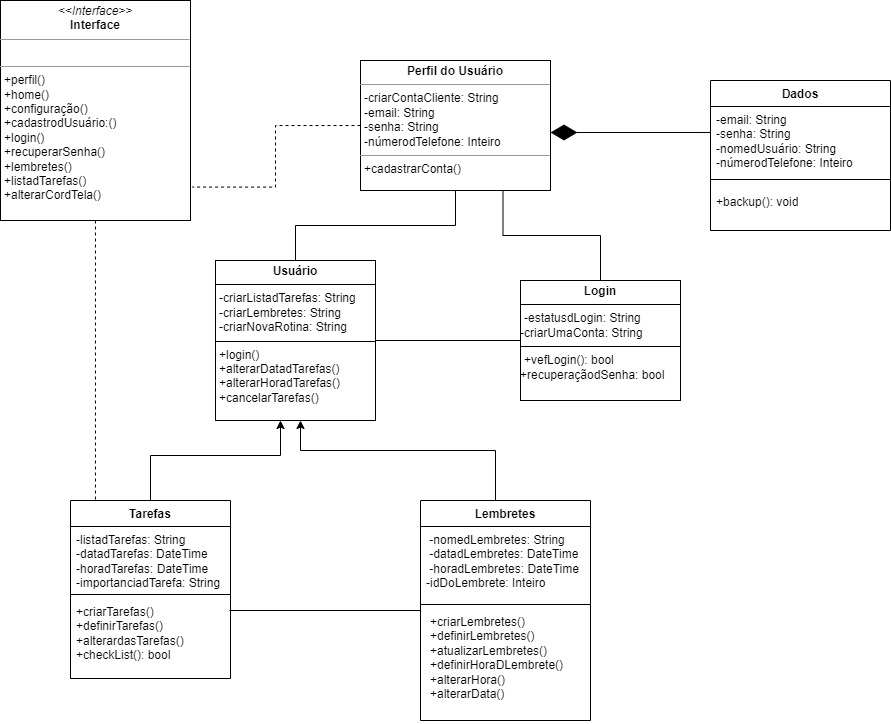 <<Interface>>
Interface
+perfil()
+home()
+configuração()
+cadastrodUsuário:()
+login()
+recuperarSenha()
+lembretes()
+listadTarefas()
+alterarCordTela()
Perfil do Usuário
-criarContaCliente: String
-email: String
-senha: String
-númerodTelefone: Inteiro
+cadastrarConta()
Dados
-email: String
-senha: String
-nomedUsuário: String
-númerodTelefone: Inteiro
+backup(): void
Usuário
-criarListadTarefas: String
-criarLembretes: String
-criarNovaRotina: String
+login()
+alterarDatadTarefas()
+alterarHoradTarefas()
+cancelarTarefas()
Login
-estatusdLogin: String
-criarUmaConta: String
+vefLogin(): bool
+recuperaçãodSenha: bool
Tarefas
-listadTarefas: String
-datadTarefas: DateTime
-horadTarefas: DateTime
-importanciadTarefa: String
+criarTarefas()
+definirTarefas()
+alterardasTarefas()
+checkList(): bool
Lembretes
-nomedLembretes: String
-datadLembretes: DateTime
-horadLembretes: DateTime
-idDoLembrete: Inteiro
+criarLembretes()
+definirLembretes()
+atualizarLembretes()
+definirHoraDLembrete()
+alterarHora()
+alterarData()